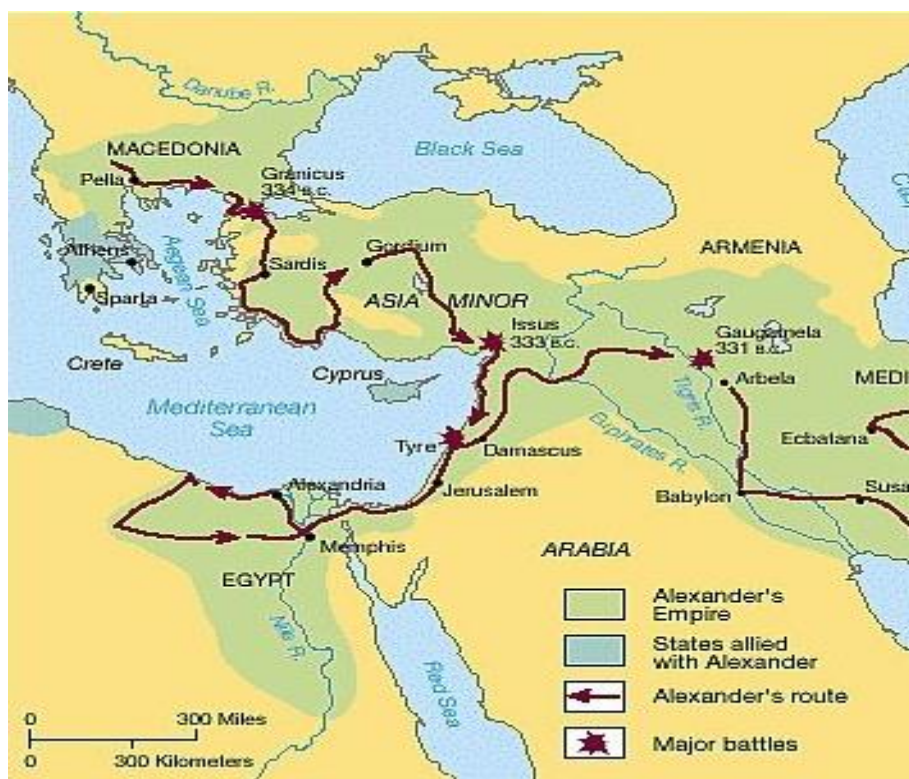 Danube R.
MACEDONIA
Pella
Granicus
334 B.C.
Black Sea
Aegean Sea
Athens
Sparta
Sardis
Gordium
ASIA MINOR
ARMENIA
Issus
333 B.C.
Gaugamela
331 B.C.
Arbela
Tigris R.
MEDI
Crete
Cyprus
Mediterranean
Sea
Tyre
Damascus
Euphrates R.
Ecbatana
Alexandria
Jerusalem
Babylon
Susa
Memphis
EGYPT
Nile R.
Red Sea
ARABIA
Alexander's
Empire
States allied
with Alexander
Alexander's route
Major battles
0 300 Miles
0 300 Kilometers